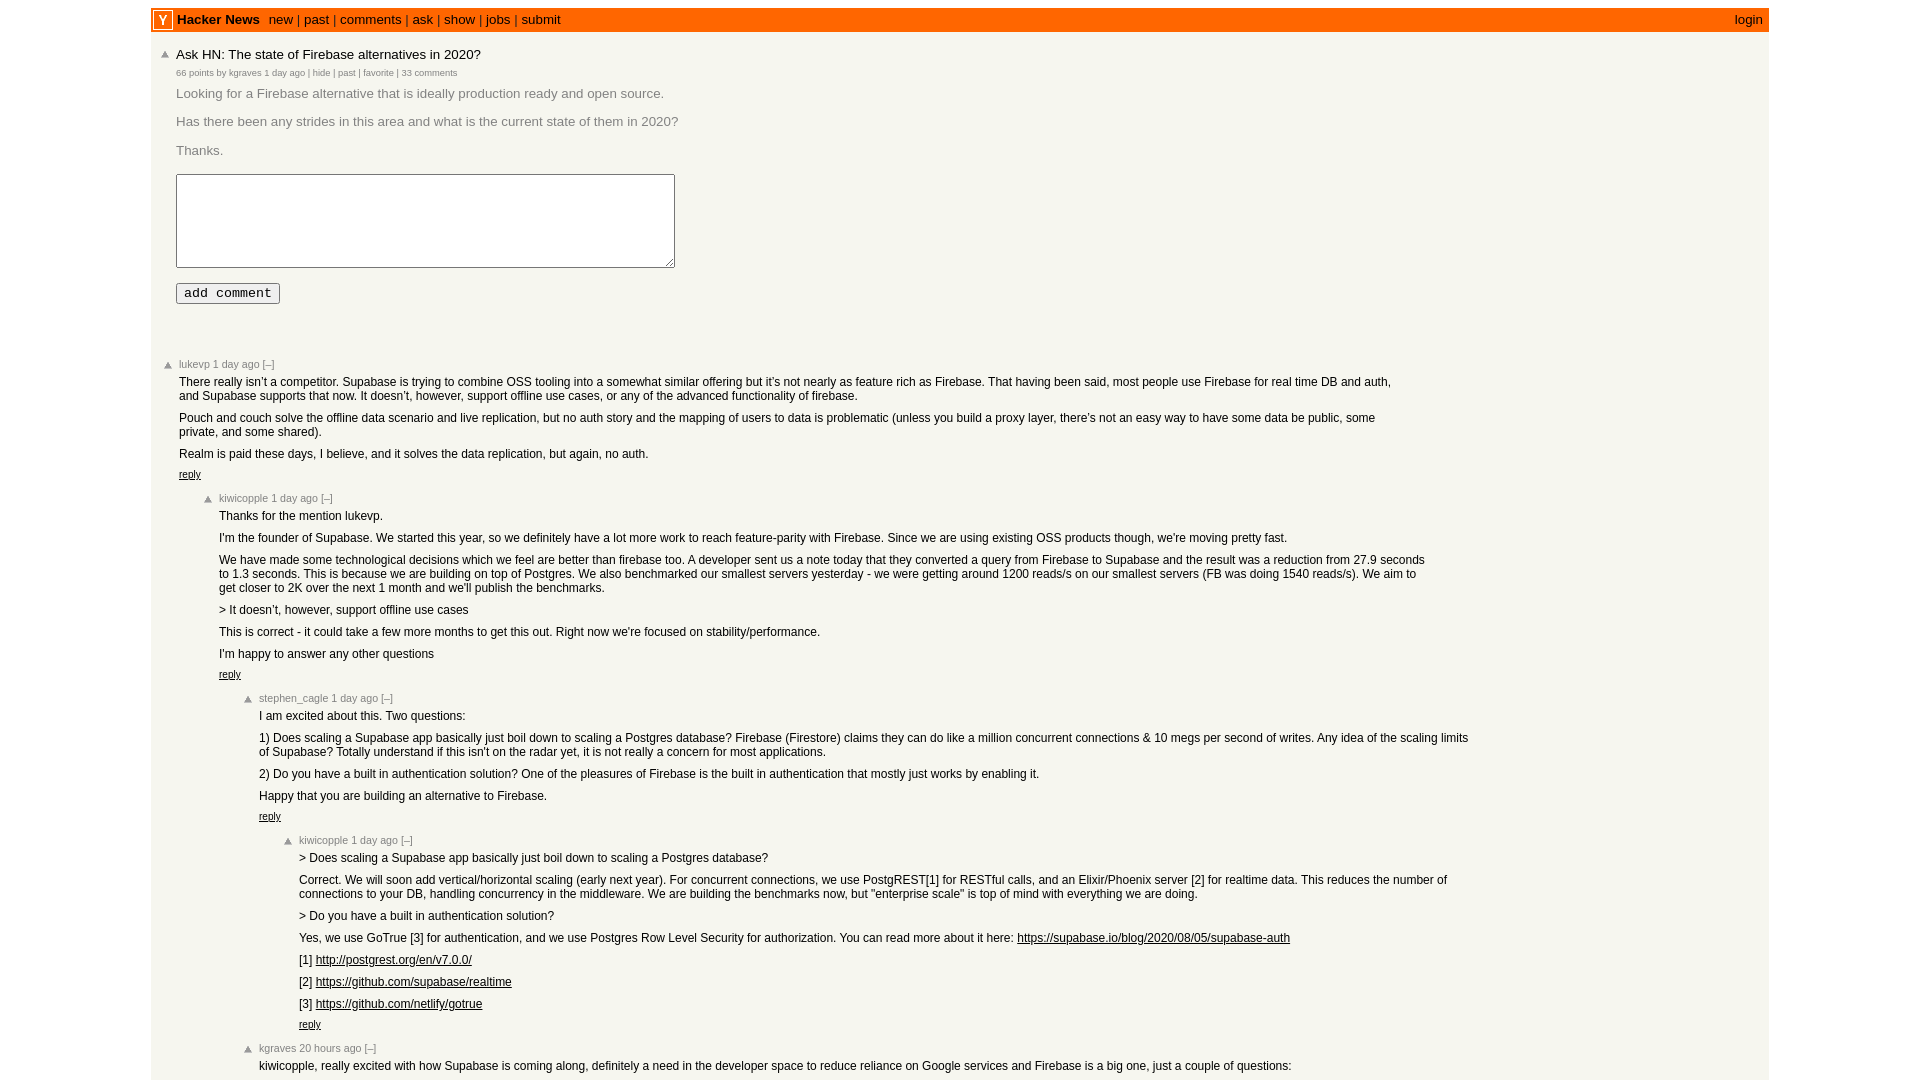 Y Hacker News new | past | comments | ask | show | jobs | submit login
Ask HN: The state of Firebase alternatives in 2020?
66 points by kgraves 1 day ago | hide | past | favorite | 33 comments
Looking for a Firebase alternative that is ideally production ready and open source.
Has there been any strides in this area and what is the current state of them in 2020?
Thanks.
add comment
lukevp 1 day ago [–]
There really isn’t a competitor. Supabase is trying to combine OSS tooling into a somewhat similar offering but it’s not nearly as feature rich as Firebase. That having been said, most people use Firebase for real time DB and auth,
and Supabase supports that now. It doesn’t, however, support offline use cases, or any of the advanced functionality of firebase.
Pouch and couch solve the offline data scenario and live replication, but no auth story and the mapping of users to data is problematic (unless you build a proxy layer, there’s not an easy way to have some data be public, some
private, and some shared).
Realm is paid these days, I believe, and it solves the data replication, but again, no auth.
reply
kiwicopple 1 day ago [–]
Thanks for the mention lukevp.
I'm the founder of Supabase. We started this year, so we definitely have a lot more work to reach feature-parity with Firebase. Since we are using existing OSS products though, we're moving pretty fast.
We have made some technological decisions which we feel are better than firebase too. A developer sent us a note today that they converted a query from Firebase to Supabase and the result was a reduction from 27.9 seconds
to 1.3 seconds. This is because we are building on top of Postgres. We also benchmarked our smallest servers yesterday - we were getting around 1200 reads/s on our smallest servers (FB was doing 1540 reads/s). We aim to
get closer to 2K over the next 1 month and we'll publish the benchmarks.
> It doesn’t, however, support offline use cases
This is correct - it could take a few more months to get this out. Right now we're focused on stability/performance.
I'm happy to answer any other questions
reply
stephen_cagle 1 day ago [–]
I am excited about this. Two questions:
1) Does scaling a Supabase app basically just boil down to scaling a Postgres database? Firebase (Firestore) claims they can do like a million concurrent connections & 10 megs per second of writes. Any idea of the scaling limits
of Supabase? Totally understand if this isn't on the radar yet, it is not really a concern for most applications.
2) Do you have a built in authentication solution? One of the pleasures of Firebase is the built in authentication that mostly just works by enabling it.
Happy that you are building an alternative to Firebase.
reply
kiwicopple 1 day ago [–]
> Does scaling a Supabase app basically just boil down to scaling a Postgres database?
Correct. We will soon add vertical/horizontal scaling (early next year). For concurrent connections, we use PostgREST[1] for RESTful calls, and an Elixir/Phoenix server [2] for realtime data. This reduces the number of
connections to your DB, handling concurrency in the middleware. We are building the benchmarks now, but "enterprise scale" is top of mind with everything we are doing.
> Do you have a built in authentication solution?
Yes, we use GoTrue [3] for authentication, and we use Postgres Row Level Security for authorization. You can read more about it here: https://supabase.io/blog/2020/08/05/supabase-auth
[1] http://postgrest.org/en/v7.0.0/
[2] https://github.com/supabase/realtime
[3] https://github.com/netlify/gotrue
reply
kgraves 20 hours ago [–]
kiwicopple, really excited with how Supabase is coming along, definitely a need in the developer space to reduce reliance on Google services and Firebase is a big one, just a couple of questions: